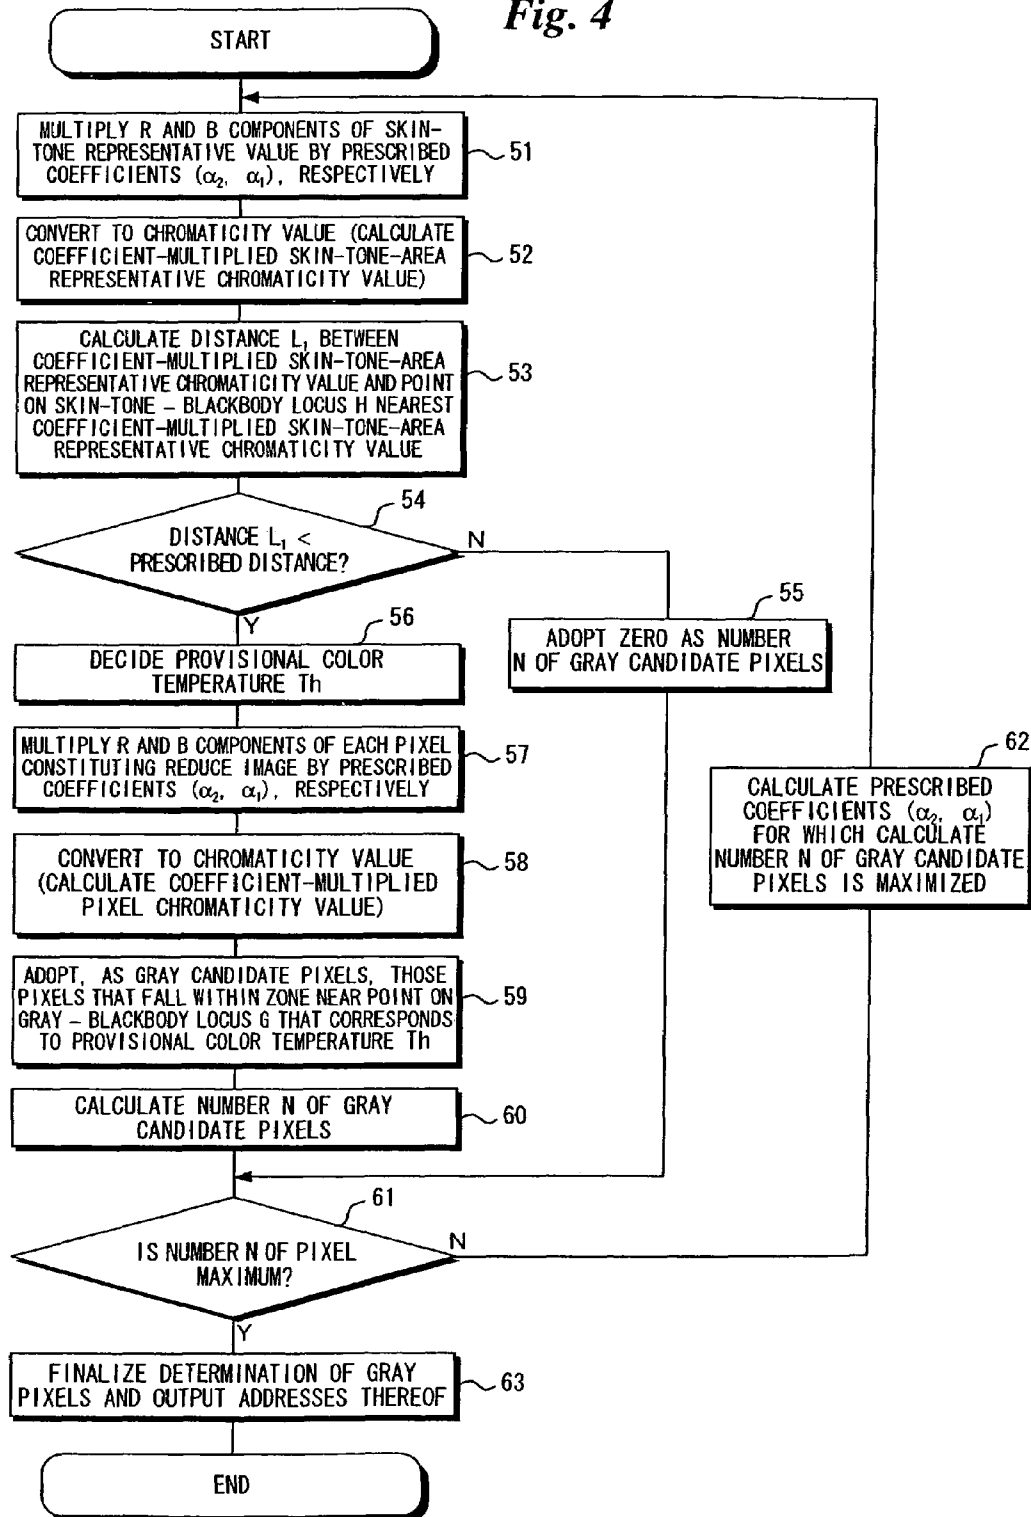 Fig. 4
START
MULTIPLY R AND B COMPONENTS OF SKIN-
TONE REPRESENTATIVE VALUE BY PRESCRIBED
COEFFICIENTS (α₂, α₁), RESPECTIVELY
51
CONVERT TO CHROMATICITY VALUE (CALCULATE
COEFFICIENT-MULTIPLIED SKIN-TONE-AREA
REPRESENTATIVE CHROMATICITY VALUE)
52
CALCULATE DISTANCE L₁ BETWEEN
COEFFICIENT-MULTIPLIED SKIN-TONE-AREA
REPRESENTATIVE CHROMATICITY VALUE AND POINT
ON SKIN-TONE – BLACKBODY LOCUS H NEAREST
COEFFICIENT-MULTIPLIED SKIN-TONE-AREA
REPRESENTATIVE CHROMATICITY VALUE
53
54
DISTANCE L₁ <
PRESCRIBED DISTANCE?
N
Y
55
ADOPT ZERO AS NUMBER
N OF GRAY CANDIDATE PIXELS
56
DECIDE PROVISIONAL COLOR
TEMPERATURE Th
MULTIPLY R AND B COMPONENTS OF EACH PIXEL
CONSTITUTING REDUCE IMAGE BY PRESCRIBED
COEFFICIENTS (α₂, α₁), RESPECTIVELY
57
62
CALCULATE PRESCRIBED
COEFFICIENTS (α₂, α₁)
FOR WHICH CALCULATE
NUMBER N OF GRAY CANDIDATE
PIXELS IS MAXIMIZED
CONVERT TO CHROMATICITY VALUE
(CALCULATE COEFFICIENT-MULTIPLIED
PIXEL CHROMATICITY VALUE)
58
ADOPT, AS GRAY CANDIDATE PIXELS, THOSE
PIXELS THAT FALL WITHIN ZONE NEAR POINT ON
GRAY – BLACKBODY LOCUS G THAT CORRESPONDS
TO PROVISIONAL COLOR TEMPERATURE Th
59
CALCULATE NUMBER N OF GRAY
CANDIDATE PIXELS
60
61
IS NUMBER N OF PIXEL
MAXIMUM?
N
Y
FINALIZE DETERMINATION OF GRAY
PIXELS AND OUTPUT ADDRESSES THEREOF
63
END